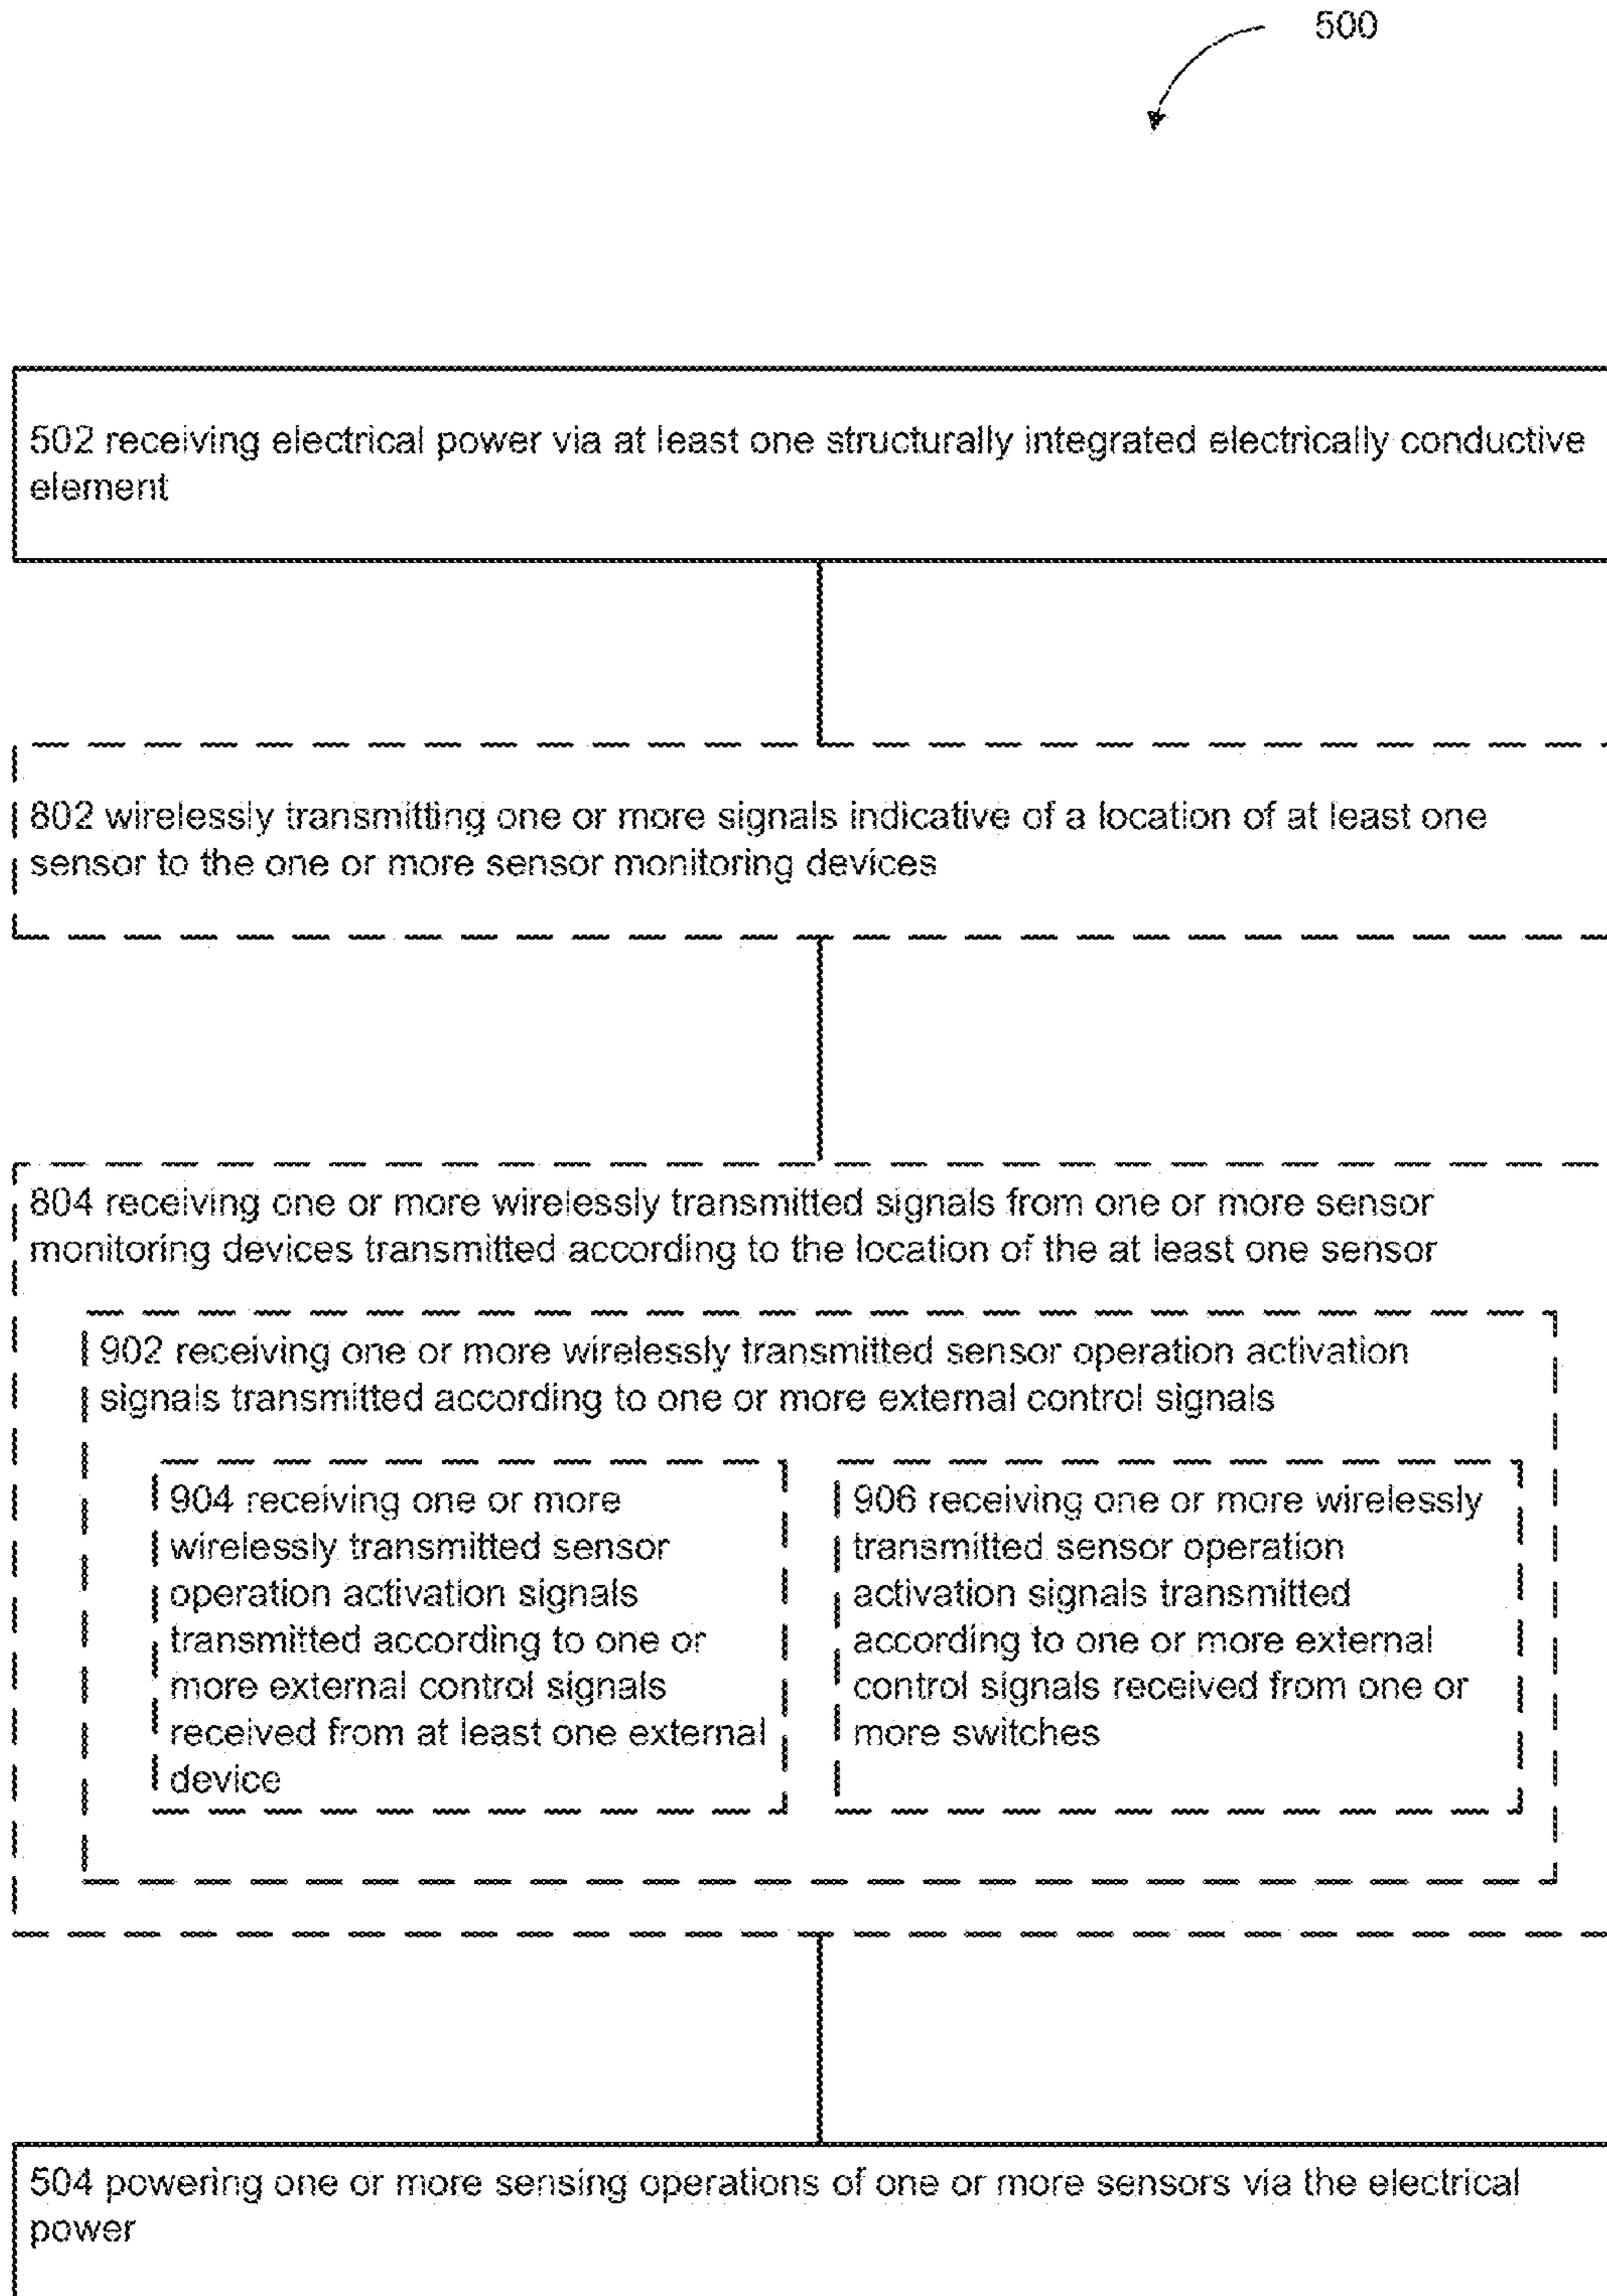 500
502 receiving electrical power via at least one structurally integrated electrically conductive
element
802 wirelessly transmitting one or more signals indicative of a location of at least one
sensor to the one or more sensor monitoring devices
804 receiving one or more wirelessly transmitted signals from one or more sensor
monitoring devices transmitted according to the location of the at least one sensor
902 receiving one or more wirelessly transmitted sensor operation activation
signals transmitted according to one or more external control signals
904 receiving one or more
wirelessly transmitted sensor
operation activation signals
transmitted according to one or
more external control signals
received from at least one external
device
906 receiving one or more wirelessly
transmitted sensor operation
activation signals transmitted
according to one or more external
control signals received from one or
more switches
504 powering one or more sensing operations of one or more sensors via the electrical
power